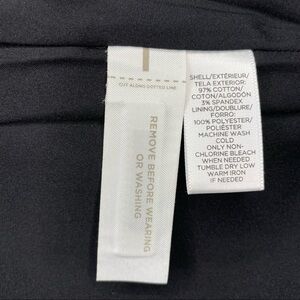 CUT ALONG DOTTED LINE
REMOVE BEFORE WEARING
OR WASHING
SHELL/EXTÉRIEUR/
TELA EXTERIOR:
97% COTTON/
COTON/ALGODÓN
3% SPANDEX
LINING/DOUBLURE/
FORRO:
100% POLYESTER/
POLIÉSTER
MACHINE WASH
COLD
ONLY NON-
CHLORINE BLEACH
WHEN NEEDED
TUMBLE DRY LOW
WARM IRON
IF NEEDED